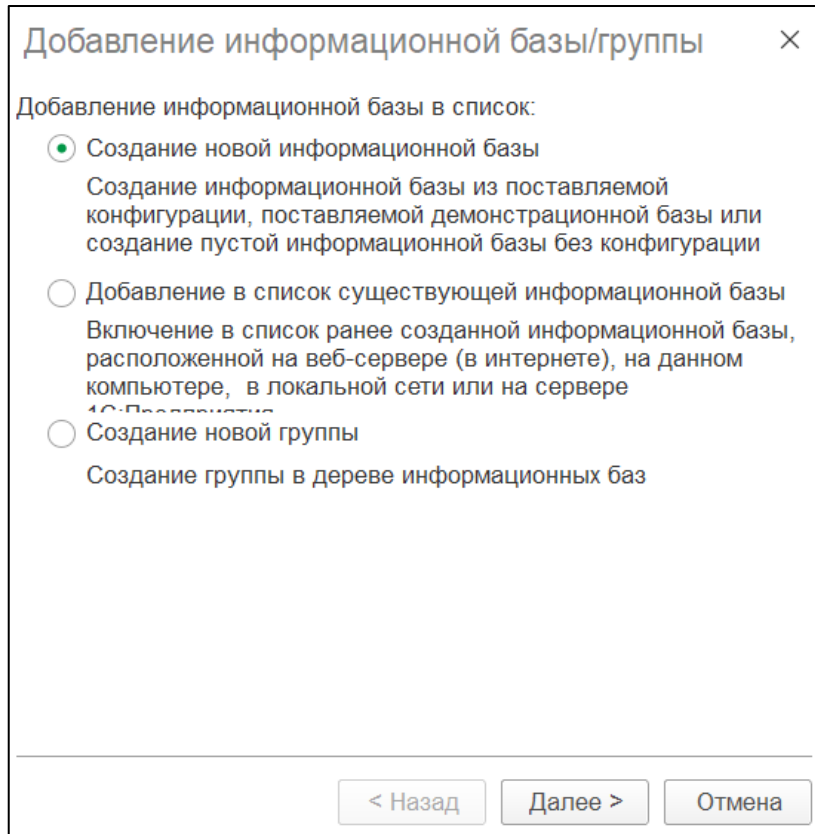 Добавление информационной базы/группы
Добавление информационной базы в список:
Создание новой информационной базы
Создание информационной базы из поставляемой
конфигурации, поставляемой демонстрационной базы или
создание пустой информационной базы без конфигурации
Добавление в список существующей информационной базы
Включение в список ранее созданной информационной базы,
расположенной на веб-сервере (в интернете), на данном
компьютере, в локальной сети или на сервере
1С:Предприятия
Создание новой группы
Создание группы в дереве информационных баз
< Назад
Далее >
Отмена